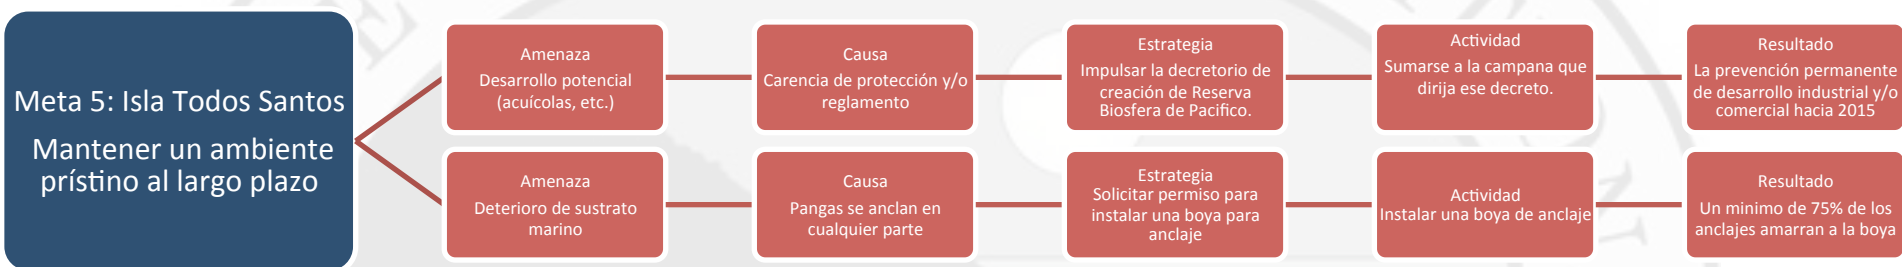 Meta 5: Isla Todos Santos
Mantener un ambiente
prístino al largo plazo
Amenaza
Desarrollo potencial
(acuícolas, etc.)
Causa
Carencia de protección y/o
reglamento
Estrategia
Impulsar la decretorio de
creación de Reserva
Biosfera de Pacifico.
Actividad
Sumarse a la campana que
dirija ese decreto.
Resultado
La prevención permanente
de desarrollo industrial y/o
comercial hacia 2015
Amenaza
Deterioro de sustrato
marino
Causa
Pangas se anclan en
cualquier parte
Estrategia
Solicitar permiso para
instalar una boya para
anclaje
Actividad
Instalar una boya de anclaje
Resultado
Un minimo de 75% de los
anclajes amarran a la boya